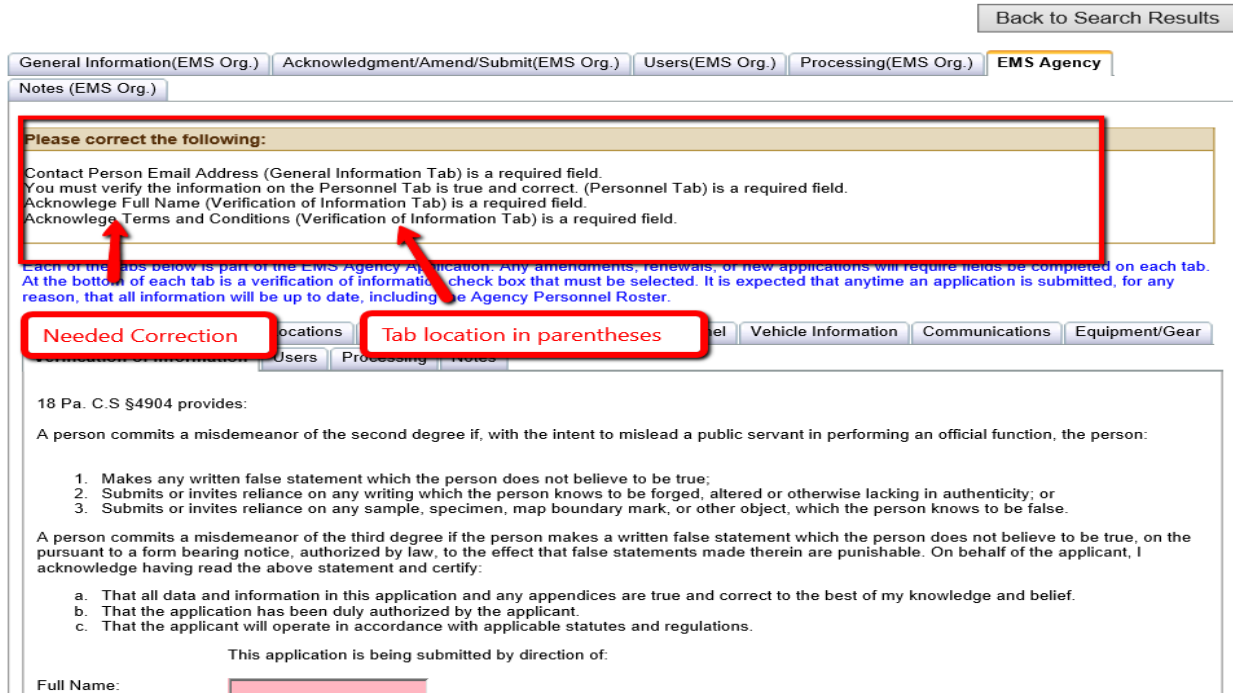 Back to Search Results
General Information(EMS Org.) Acknowledgment/Amend/Submit(EMS Org.) Users(EMS Org.) Processing(EMS Org.) EMS Agency
Notes (EMS Org.)
Please correct the following:
Contact Person Email Address (General Information Tab) is a required field.
You must verify the information on the Personnel Tab is true and correct. (Personnel Tab) is a required field.
Acknowlege Full Name (Verification of Information Tab) is a required field.
Acknowlege Terms and Conditions (Verification of Information Tab) is a required field.
Each of the tabs below is part of the EMS Agency Application. Any amendments, renewals, or new applications will require fields be completed on each tab.
At the bottom of each tab is a verification of information check box that must be selected. It is expected that anytime an application is submitted, for any
reason, that all information will be up to date, including the Agency Personnel Roster.
Needed Correction ocations Tab location in parentheses nel Vehicle Information Communications Equipment/Gear
Verification of Information Users Processing Notes
18 Pa. C.S §4904 provides:
A person commits a misdemeanor of the second degree if, with the intent to mislead a public servant in performing an official function, the person:
1. Makes any written false statement which the person does not believe to be true;
2. Submits or invites reliance on any writing which the person knows to be forged, altered or otherwise lacking in authenticity; or
3. Submits or invites reliance on any sample, specimen, map boundary mark, or other object, which the person knows to be false.
A person commits a misdemeanor of the third degree if the person makes a written false statement which the person does not believe to be true, on the
pursuant to a form bearing notice, authorized by law, to the effect that false statements made therein are punishable. On behalf of the applicant, I
acknowledge having read the above statement and certify:
a. That all data and information in this application and any appendices are true and correct to the best of my knowledge and belief.
b. That the application has been duly authorized by the applicant.
c. That the applicant will operate in accordance with applicable statutes and regulations.
This application is being submitted by direction of:
Full Name: